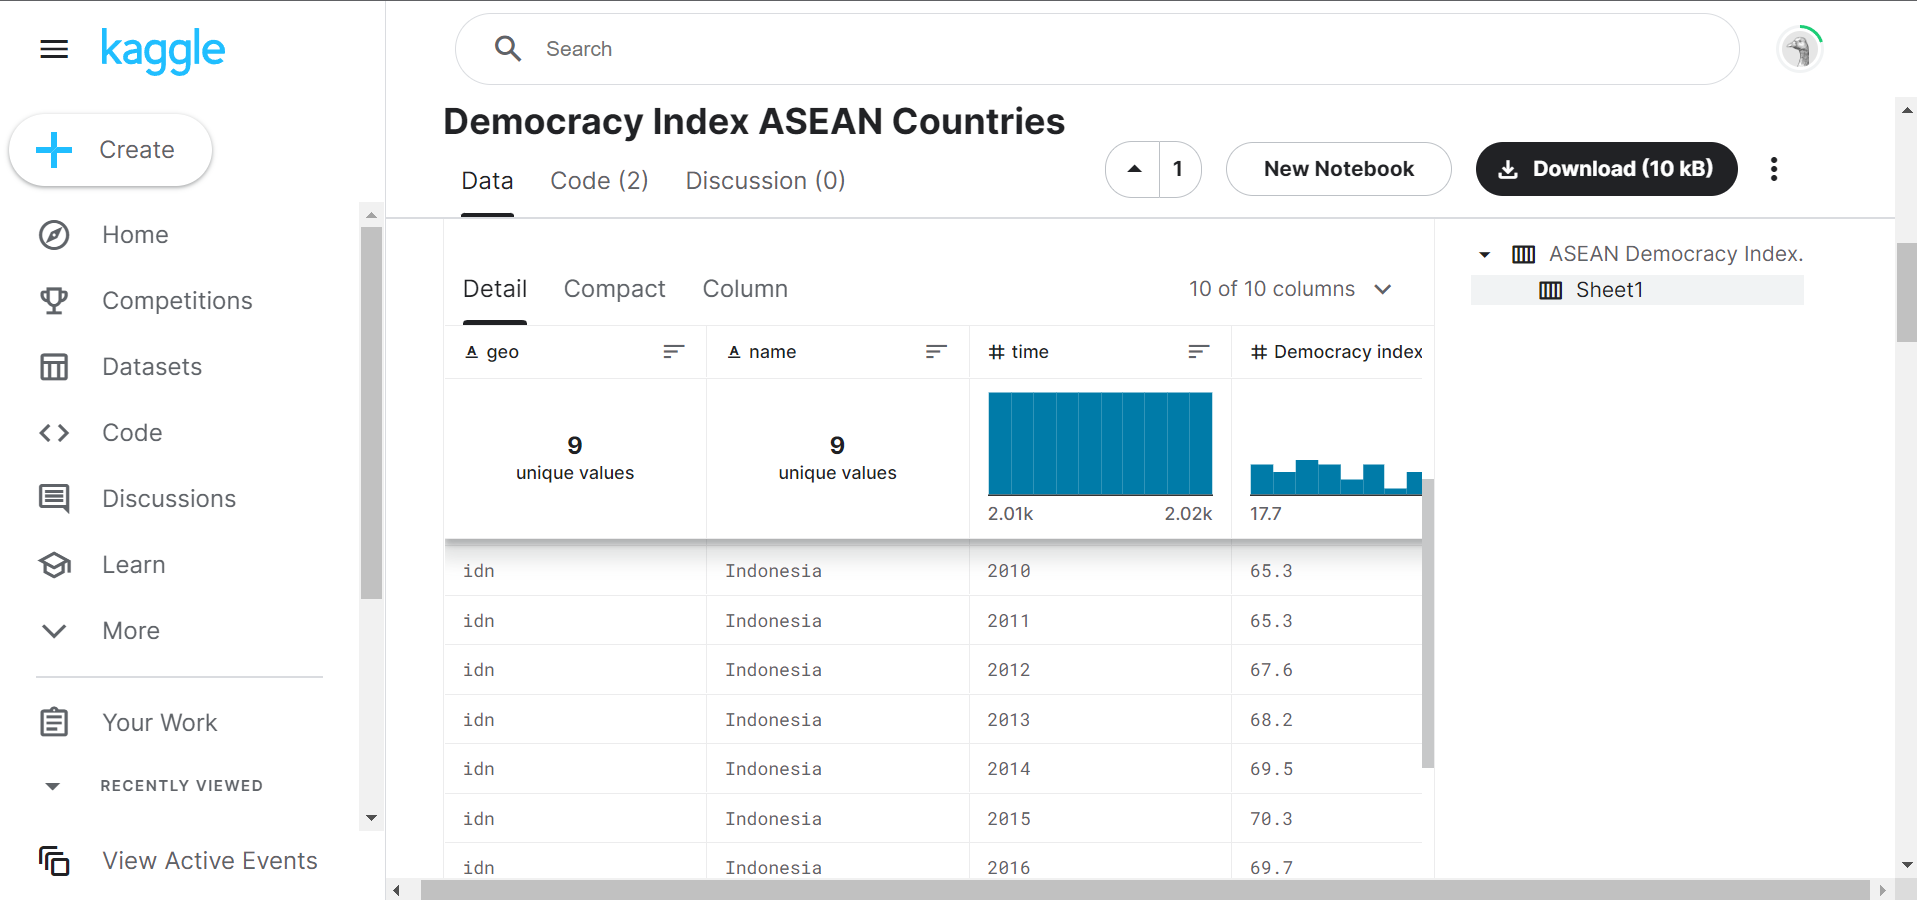 kaggle
Search
Create
Home
Competitions
Datasets
Code
Discussions
Learn
More
Your Work
RECENTLY VIEWED
View Active Events
Democracy Index ASEAN Countries
Data Code (2) Discussion (0)
1
New Notebook
Download (10 kB)
Detail Compact Column
10 of 10 columns
geo name time Democracy index
9 unique values
9 unique values
2.01k 2.02k
17.7
idn Indonesia 2010 65.3
idn Indonesia 2011 65.3
idn Indonesia 2012 67.6
idn Indonesia 2013 68.2
idn Indonesia 2014 69.5
idn Indonesia 2015 70.3
idn Indonesia 2016 69.7
ASEAN Democracy Index.
Sheet1